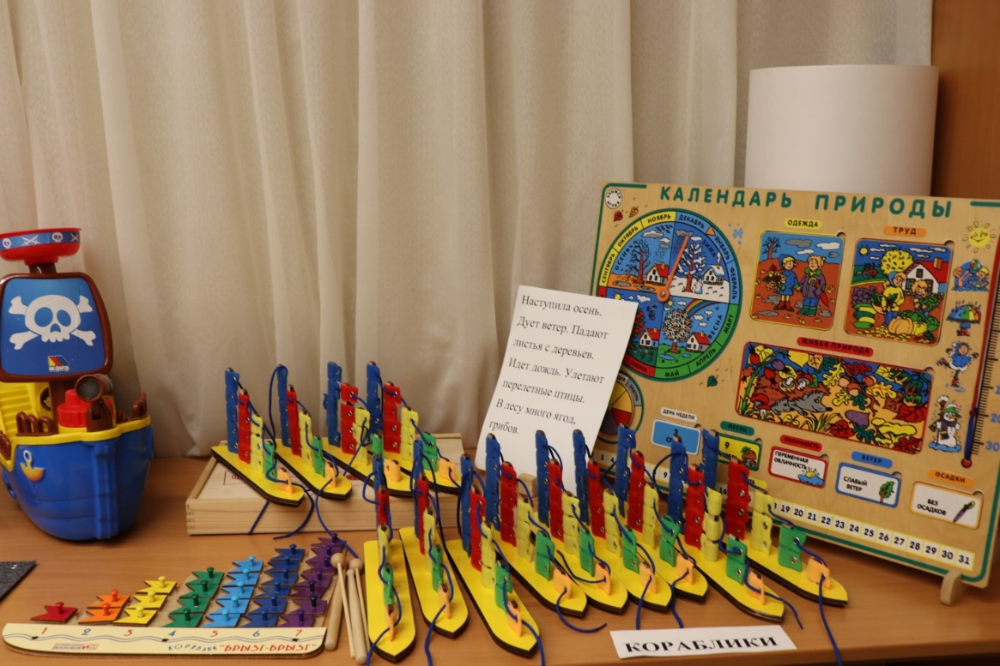 КАЛЕНДАРЬ ПРИРОДЫ
СЕНТЯБРЬ
ОКТЯБРЬ
НОЯБРЬ
ДЕКАБРЬ
ЯНВАРЬ
ФЕВРАЛЬ
МАРТ
АПРЕЛЬ
МАЙ
ОСЕНЬ
ВЕСНА
ОДЕЖДА
ТРУД
ЖИВАЯ ПРИРОДА
ДЕНЬ НЕДЕЛИ
МЕСЯЦ
9
ОБЛАЧНОСТЬ
ПЕРЕМЕННАЯ
ОБЛАЧНОСТЬ
ВЕТЕР
СЛАБЫЙ
ВЕТЕР
ОСАДКИ
БЕЗ
ОСАДКОВ
19 20 21 22 23 24 25 26 27 28 29 30 31
Наступила осень.
Дует ветер. Падают
листья с деревьев.
Идет дождь. Улетают
перелетные птицы.
В лесу много ягод,
грибов.
1 2 3 4 5 6 7
КОРАБЛИК "БРЫЗГ-БРЫЗГ"
КОРАБЛИКИ